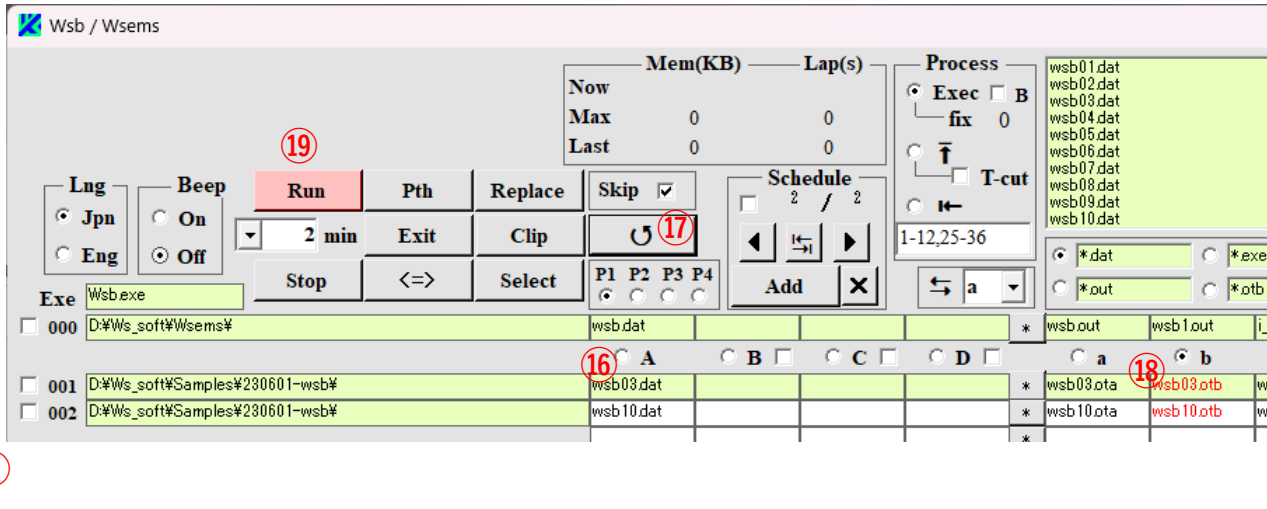 Wsb / Wsems
Mem(KB) Lap(s)
Now
Max 0 0
Last 0 0
Process
Exec B
fix 0
T-cut
1-12,25-36
a
wsb01.dat
wsb02.dat
wsb03.dat
wsb04.dat
wsb05.dat
wsb06.dat
wsb07.dat
wsb08.dat
wsb09.dat
wsb10.dat
*.dat *.exe
*.out *.otb
⑲
Lng
Jpn
Eng
Beep
On
Off
Run Pth Replace
2 min Exit Clip
Stop <=> Select
Skip
⑰
P1 P2 P3 P4
Schedule
2 / 2
Add
Exe Wsb.exe
000 D:¥Ws_soft¥Wsems¥ wsb.dat * wsb.out wsb1.out i_
⑯ A B C D a ⑱ b
001 D:¥Ws_soft¥Samples¥230601-wsb¥ wsb03.dat * wsb03.ota wsb03.otb w
002 D:¥Ws_soft¥Samples¥230601-wsb¥ wsb10.dat * wsb10.ota wsb10.otb w
*